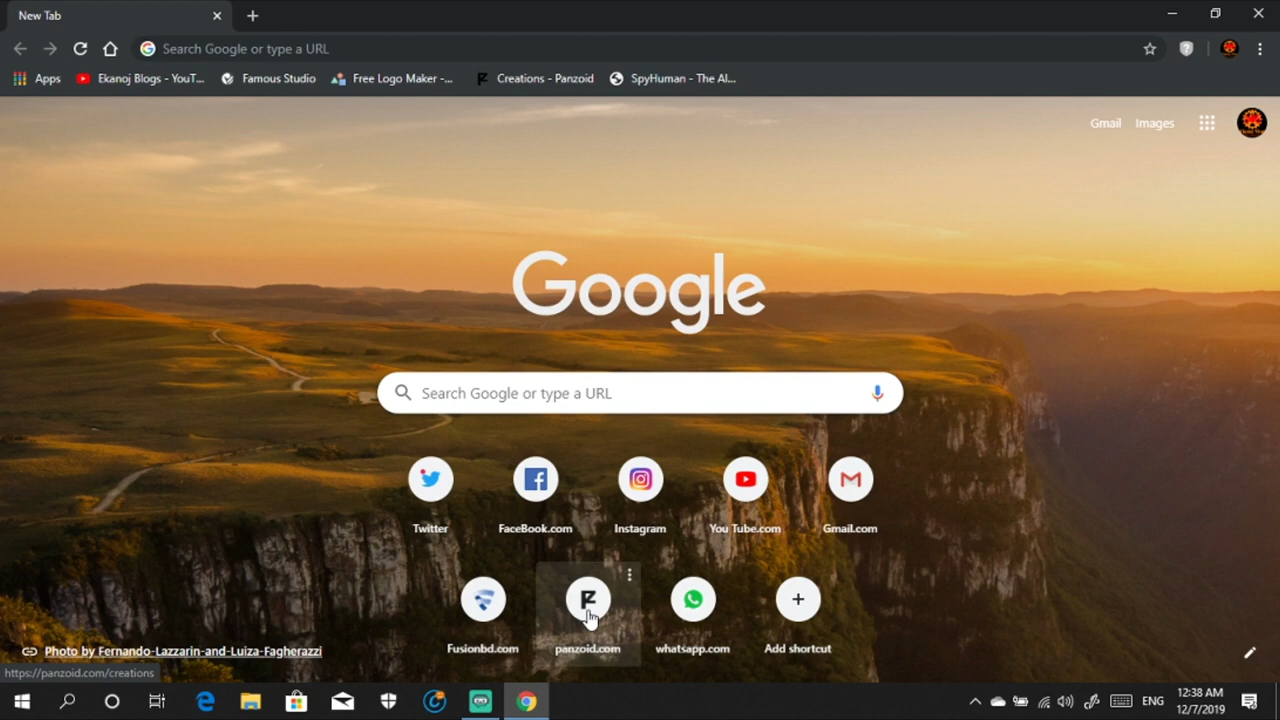 New Tab
Search Google or type a URL
Apps
Ekanoj Blogs - YouT...
Famous Studio
Free Logo Maker -...
Creations - Panzoid
SpyHuman - The Al...
Gmail
Images
Google
Search Google or type a URL
Twitter
FaceBook.com
Instagram
You Tube.com
Gmail.com
Fusionbd.com
panzoid.com
whatsapp.com
Add shortcut
Photo by Fernando-Lazzarin-and-Luiza-Fagherazzi
https://panzoid.com/creations
ENG
12:38 AM
12/7/2019